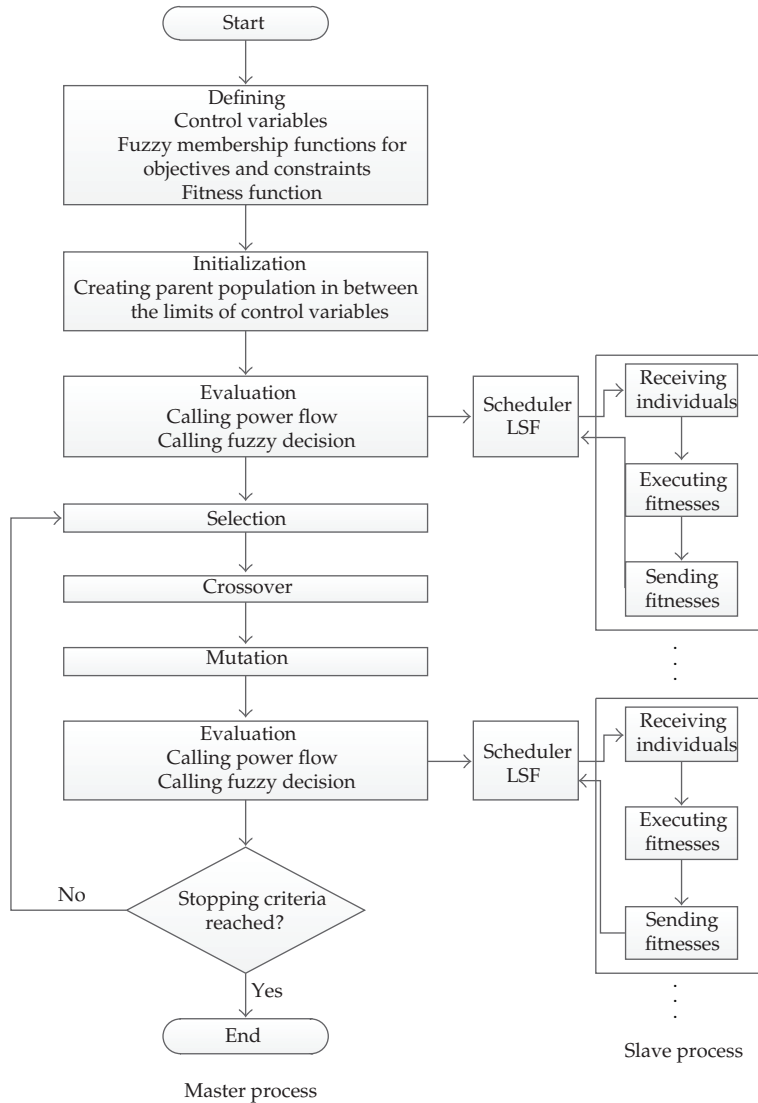 Start
Defining
Control variables
Fuzzy membership functions for
objectives and constraints
Fitness function
Initialization
Creating parent population in between
the limits of control variables
Evaluation
Calling power flow
Calling fuzzy decision
Scheduler
LSF
Receiving
individuals
Executing
fitnesses
Sending
fitnesses
Selection
Crossover
Mutation
Evaluation
Calling power flow
Calling fuzzy decision
Scheduler
LSF
Receiving
individuals
Executing
fitnesses
Sending
fitnesses
No
Stopping criteria
reached?
Yes
End
Slave process
Master process